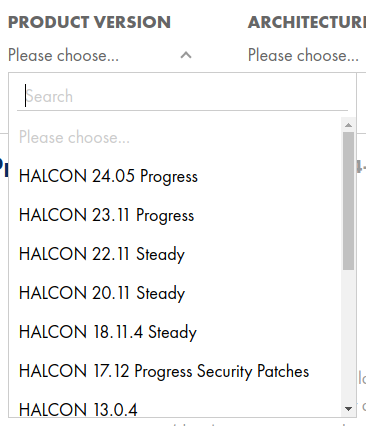 PRODUCT VERSION
ARCHITECTUR
Please choose...
Please choose...
Search
Please choose...
HALCON 24.05 Progress
HALCON 23.11 Progress
HALCON 22.11 Steady
HALCON 20.11 Steady
HALCON 18.11.4 Steady
HALCON 17.12 Progress Security Patches
HALCON 13.0.4